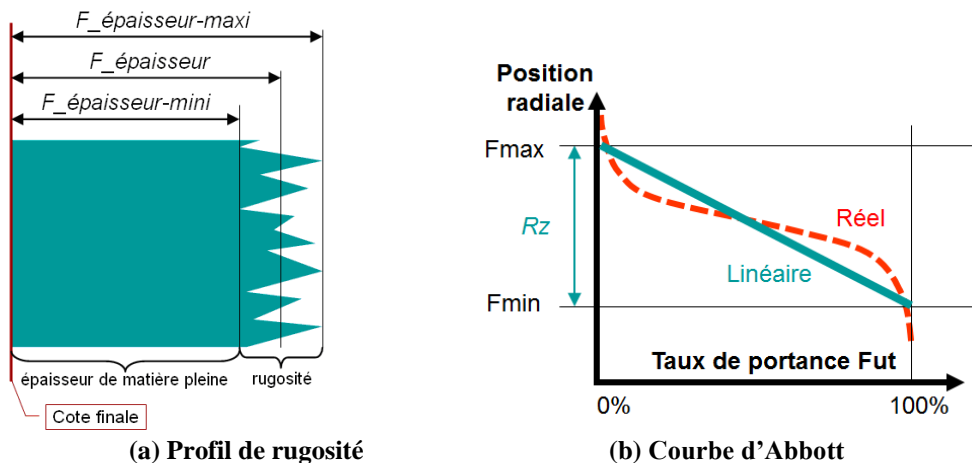 F_épaisseur-maxi
F_épaisseur
F_épaisseur-mini
épaisseur de matière pleine
rugosité
Cote finale
(a) Profil de rugosité
Position
radiale
Fmax
Rz
Réel
Linéaire
Fmin
Taux de portance Fut
0%
100%
(b) Courbe d'Abbott